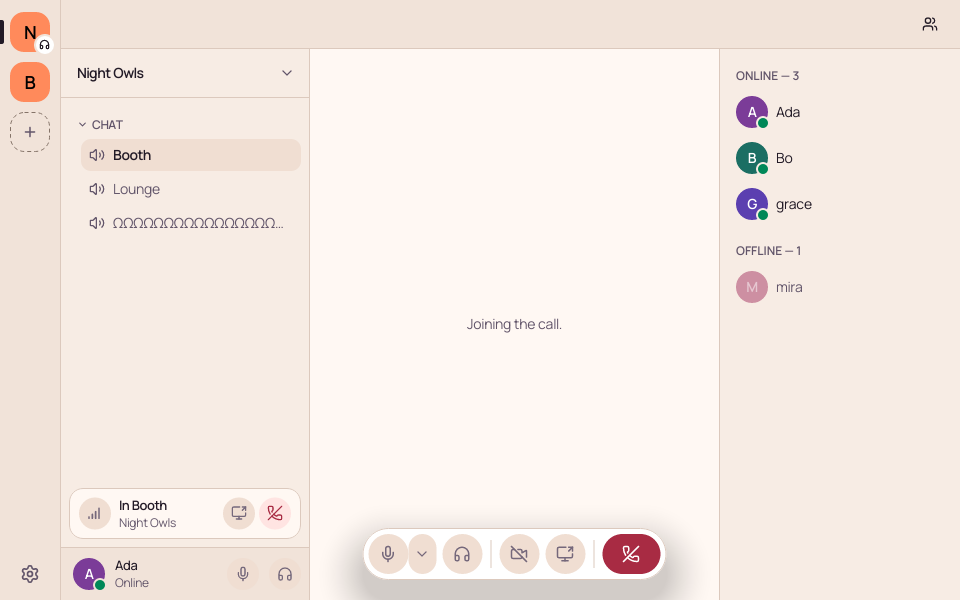 N
B
Night Owls
CHAT
Booth
Lounge
ΩΩΩΩΩΩΩΩΩΩΩΩΩΩΩΩ...
In Booth
Night Owls
A
Ada
Online
Joining the call.
ONLINE — 3
A
Ada
B
Bo
G
grace
OFFLINE — 1
M
mira